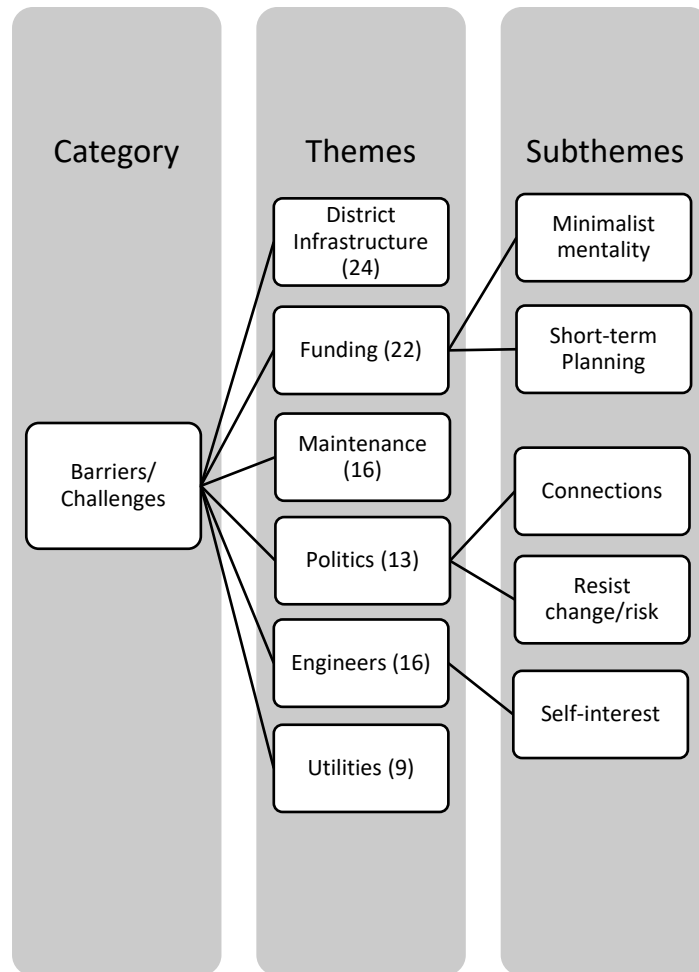 Category
Themes
Subthemes
Barriers/
Challenges
District
Infrastructure
(24)
Funding (22)
Maintenance
(16)
Politics (13)
Engineers (16)
Utilities (9)
Minimalist
mentality
Short-term
Planning
Connections
Resist
change/risk
Self-interest